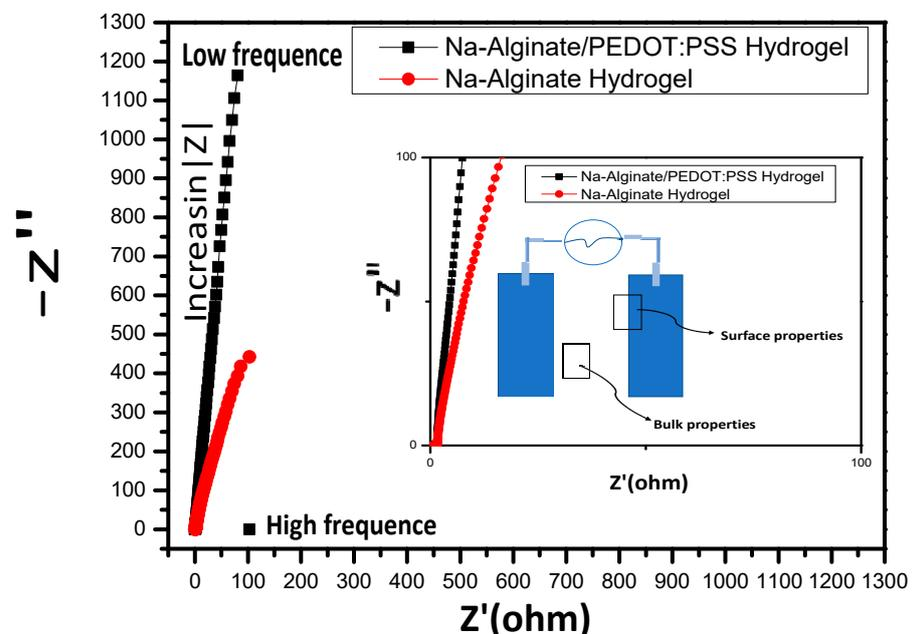 1300
1200
1100
1000
900
800
700
600
500
400
300
200
100
0
-Z''
Low frequence
Increasin |Z|
High frequence
Na-Alginate/PEDOT:PSS Hydrogel
Na-Alginate Hydrogel
100
0
-Z''
Na-Alginate/PEDOT:PSS Hydrogel
Na-Alginate Hydrogel
Surface properties
Bulk properties
0 100
Z'(ohm)
0 100 200 300 400 500 600 700 800 900 1000 1100 1200 1300
Z'(ohm)